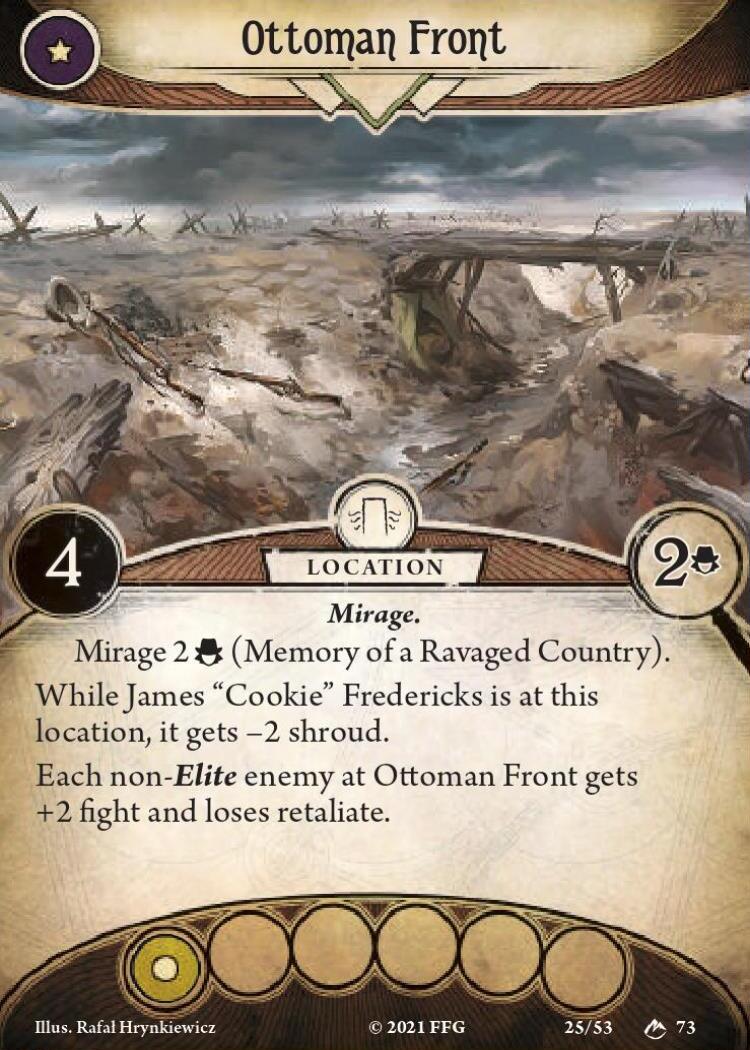 Ottoman Front
4
LOCATION
2
Mirage.
Mirage 2 (Memory of a Ravaged Country).
While James “Cookie” Fredericks is at this
location, it gets –2 shroud.
Each non-Elite enemy at Ottoman Front gets
+2 fight and loses retaliate.
Illus. Rafał Hrynkiewicz
© 2021 FFG
25/53
73